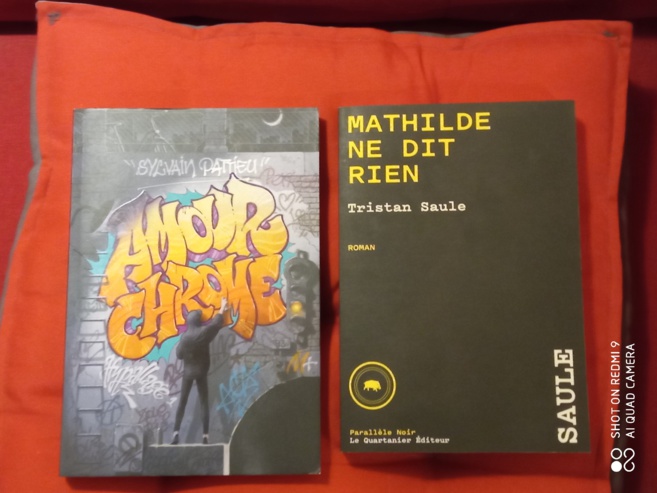 "SYLVAIN PATTIEU"
AMOUR
CHROME
Hypallage
MATHILDE
NE DIT
RIEN
Tristan Saule
ROMAN
Parallèle Noir
Le Quartanier Éditeur
SAULE
SHOT ON REDMI 9
AI QUAD CAMERA